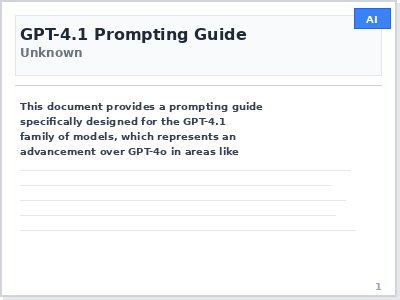 AI
GPT-4.1 Prompting Guide
Unknown
This document provides a prompting guide
specifically designed for the GPT-4.1
family of models, which represents an
advancement over GPT-4o in areas like
1